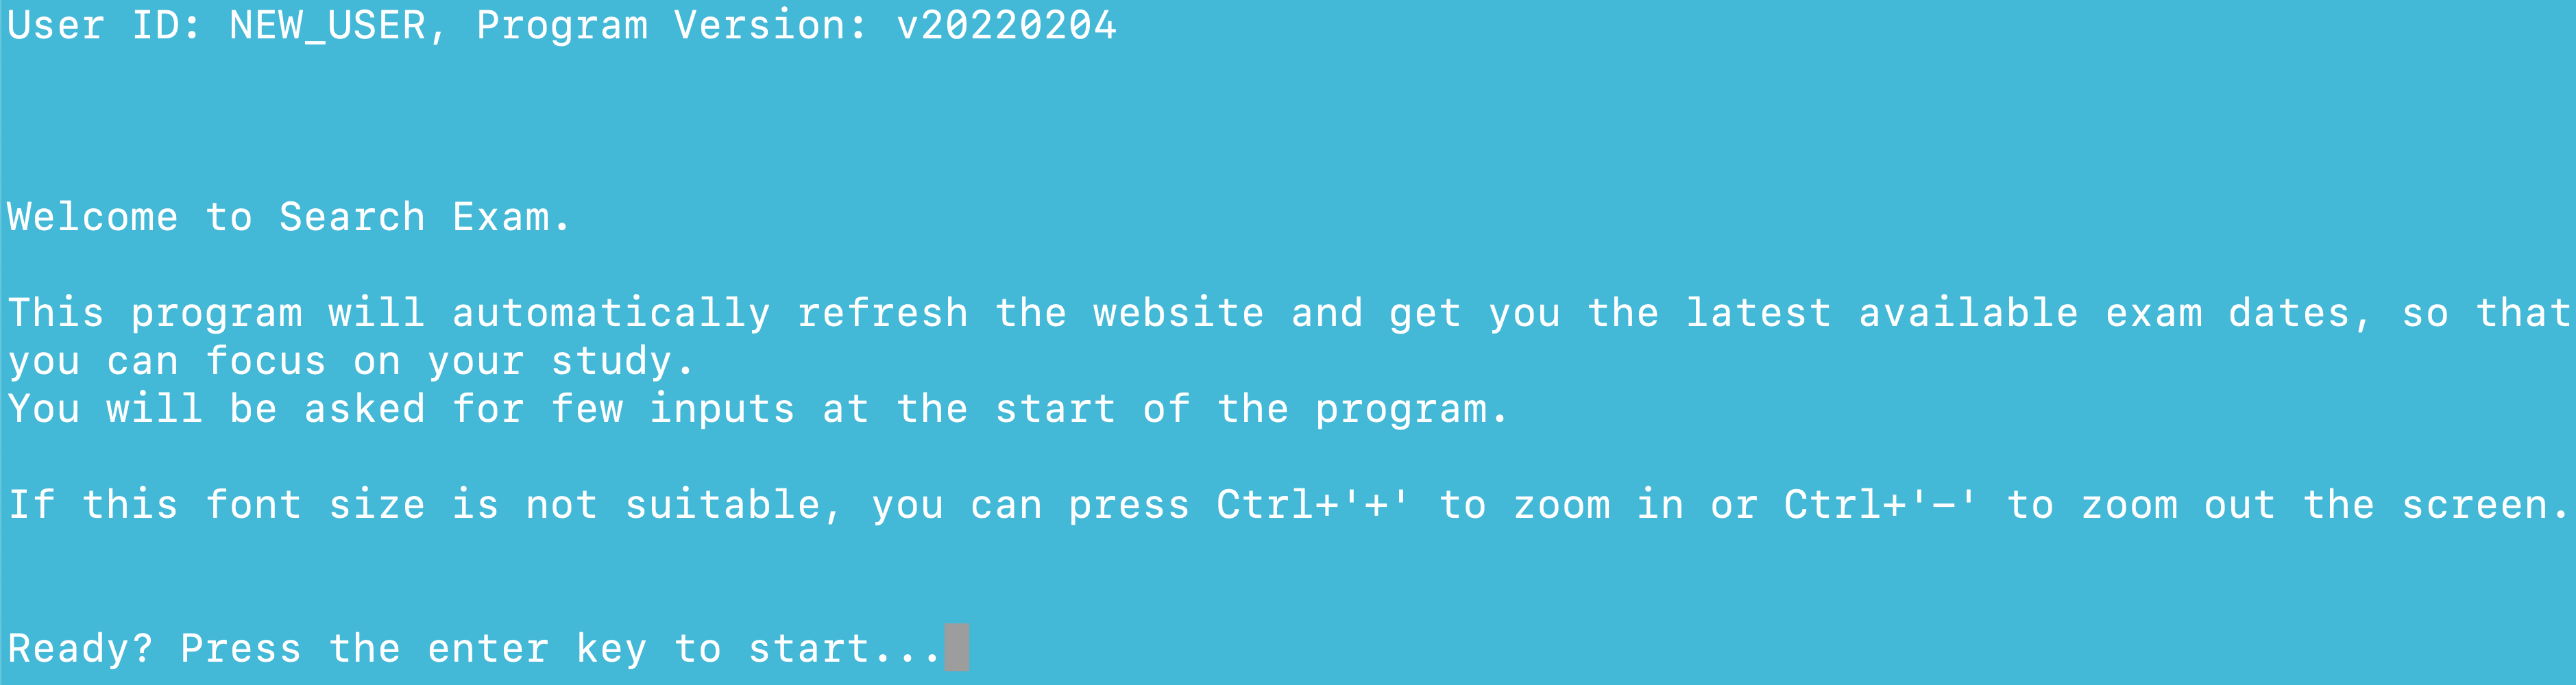 User ID: NEW_USER, Program Version: v20220204
Welcome to Search Exam.
This program will automatically refresh the website and get you the latest available exam dates, so that
you can focus on your study.
You will be asked for few inputs at the start of the program.
If this font size is not suitable, you can press Ctrl+'+' to zoom in or Ctrl+'-' to zoom out the screen.
Ready? Press the enter key to start...